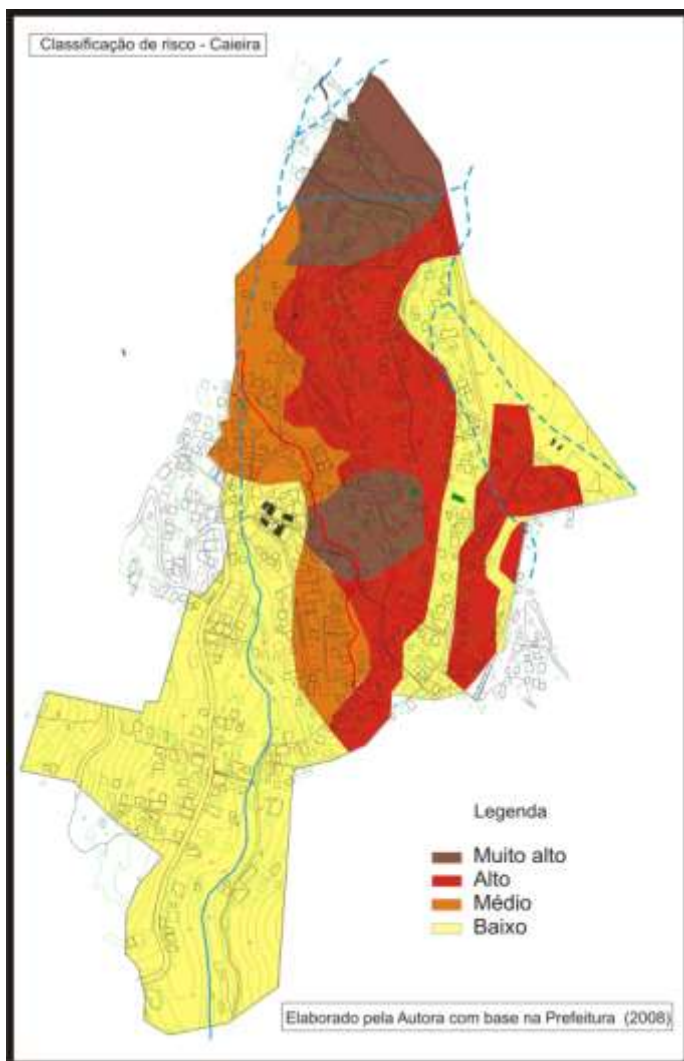 Classificação de risco - Caieira
Legenda
Muito alto
Alto
Médio
Baixo
Elaborado pela Autora com base na Prefeitura (2008)